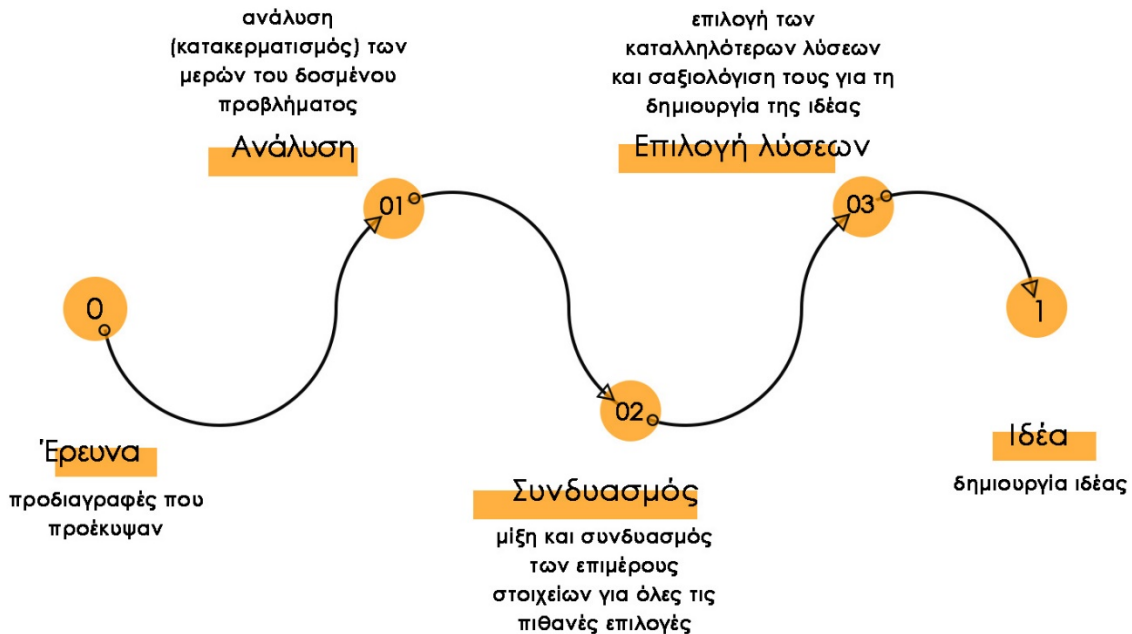 0
Έρευνα
προδιαγραφές που
προέκυψαν
ανάλυση
(κατακερματισμός) των
μερών του δοσμένου
προβλήματος
Ανάλυση
01
02
Συνδυασμός
μίξη και συνδυασμός
των επιμέρους
στοιχείων για όλες τις
πιθανές επιλογές
επιλογή των
καταλληλότερων λύσεων
και σαξιολόγιση τους για τη
δημιουργία της ιδέας
Επιλογή λύσεων
03
1
Ιδέα
δημιουργία ιδέας